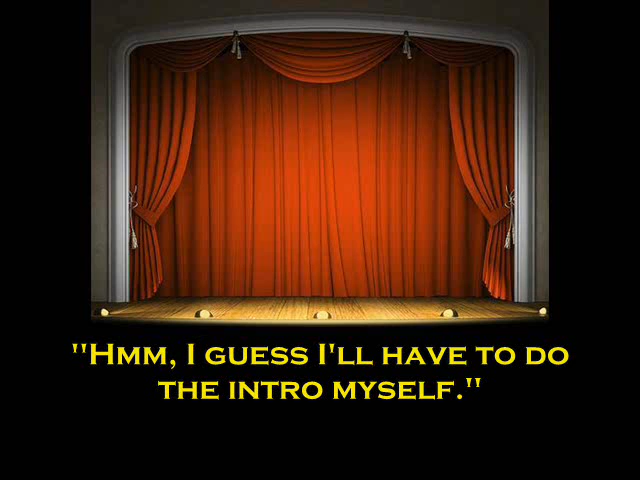 "Hmm, I guess I'll have to do
the intro myself."